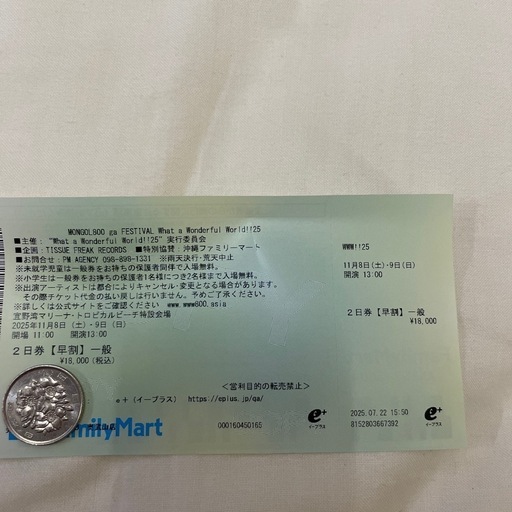 MONGOL800 ga FESTIVAL What a Wonderful World!!25
■主催：“What a Wonderful World!!25”実行委員会
■企画：TISSUE FREAK RECORDS ■特別協賛：沖縄ファミリーマート
■お問合せ：PM AGENCY 098-898-1331 ※雨天決行・荒天中止
※未就学児童は一般券をお持ちの保護者同伴で入場無料。
※小学生は一般券をお持ちの保護者1名様につき2名様まで入場無料。
※出演アーティストは都合によりキャンセル・変更となる場合があります。
その際チケット代金の払い戻しは行いません。予めご了承ください。
※詳しくは公式サイトをご確認ください www.www800.asia
宜野湾マリーナ・トロピカルビーチ特設会場
2025年11月8日(土)・9日(日)
開場 11:00 開演 13:00
２日券【早割】一般
¥18,000(税込)
＜営利目的の転売禁止＞
e+（イープラス） https://eplus.jp/qa/
FamilyMart
000160450165
WWW!!25
11月8日(土)・9日(日)
開演 13:00
２日券【早割】一般
¥18,000
e+
イープラス
2025.07.22 15:50
8152803667392
e+
イープラス